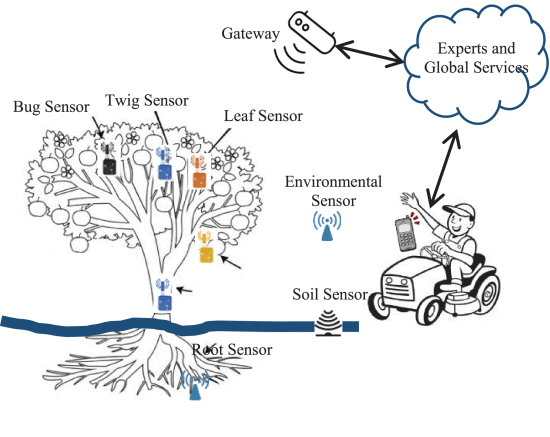 Gateway
Experts and
Global Services
Bug Sensor
Twig Sensor
Leaf Sensor
Environmental
Sensor
Soil Sensor
Root Sensor